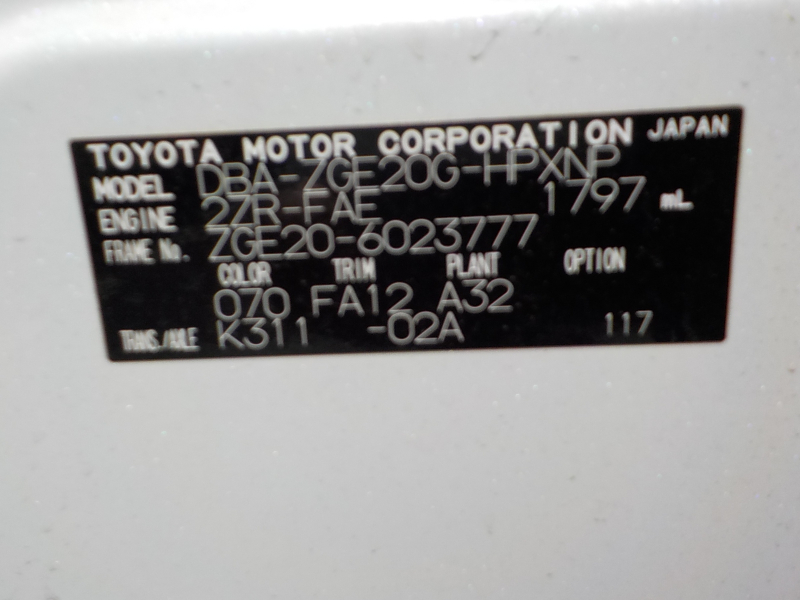 TOYOTA MOTOR CORPORATION JAPAN
MODEL DBA-ZGE20G-HPXNP
ENGINE 2ZR-FAE 1797 mL
FRAME No. ZGE20-6023777
COLOR TRIM PLANT OPTION
070 FA12 A32
TRANS./AXLE K311 -02A 117